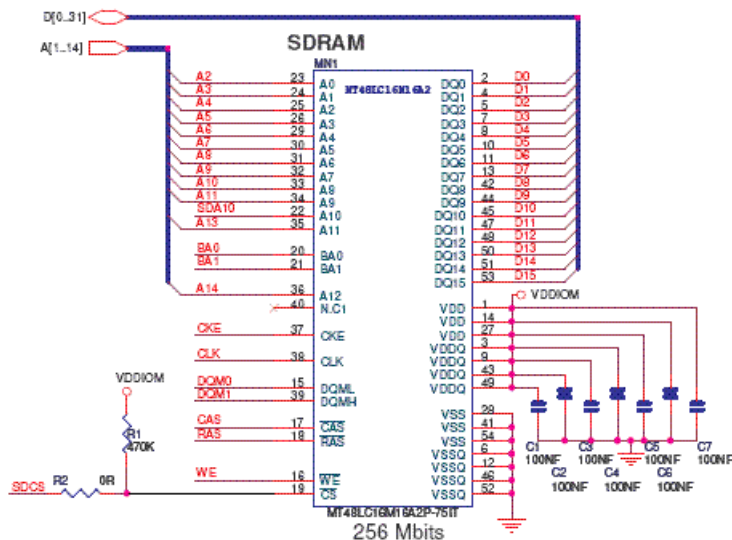 D[0..31]
A[1..14]
SDRAM
MN1
MT48LC16M16A2
A2 23 A0
A3 24 A1
A4 25 A2
A5 26 A3
A6 29 A4
A7 30 A5
A8 31 A6
A9 32 A7
A10 33 A8
A11 34 A9
SDA10 22 A10
A13 35 A11
BA0 20 BA0
BA1 21 BA1
A14 36 A12
40 N.C1
CKE 37 CKE
CLK 38 CLK
DQM0 15 DQML
DQM1 39 DQMH
CAS 17 CAS
RAS 18 RAS
WE 16 WE
19 CS
DQ0 2 D0
DQ1 4 D1
DQ2 5 D2
DQ3 7 D3
DQ4 8 D4
DQ5 10 D5
DQ6 11 D6
DQ7 13 D7
DQ8 42 D8
DQ9 44 D9
DQ10 45 D10
DQ11 47 D11
DQ12 48 D12
DQ13 50 D13
DQ14 51 D14
DQ15 53 D15
VDDIOM
VDD 1
VDD 14
VDD 27
VDDQ 3
VDDQ 9
VDDQ 43
VDDQ 49
VSS 28
VSS 41
VSS 54
VSSQ 6
VSSQ 12
VSSQ 46
VSSQ 52
VDDIOM
R1
470K
SDCS
R2 0R
C1 C3 C5 C7
100NF 100NF 100NF 100NF
C2 C4 C6
100NF 100NF 100NF
MT48LC16M16A2P-75IT
256 Mbits